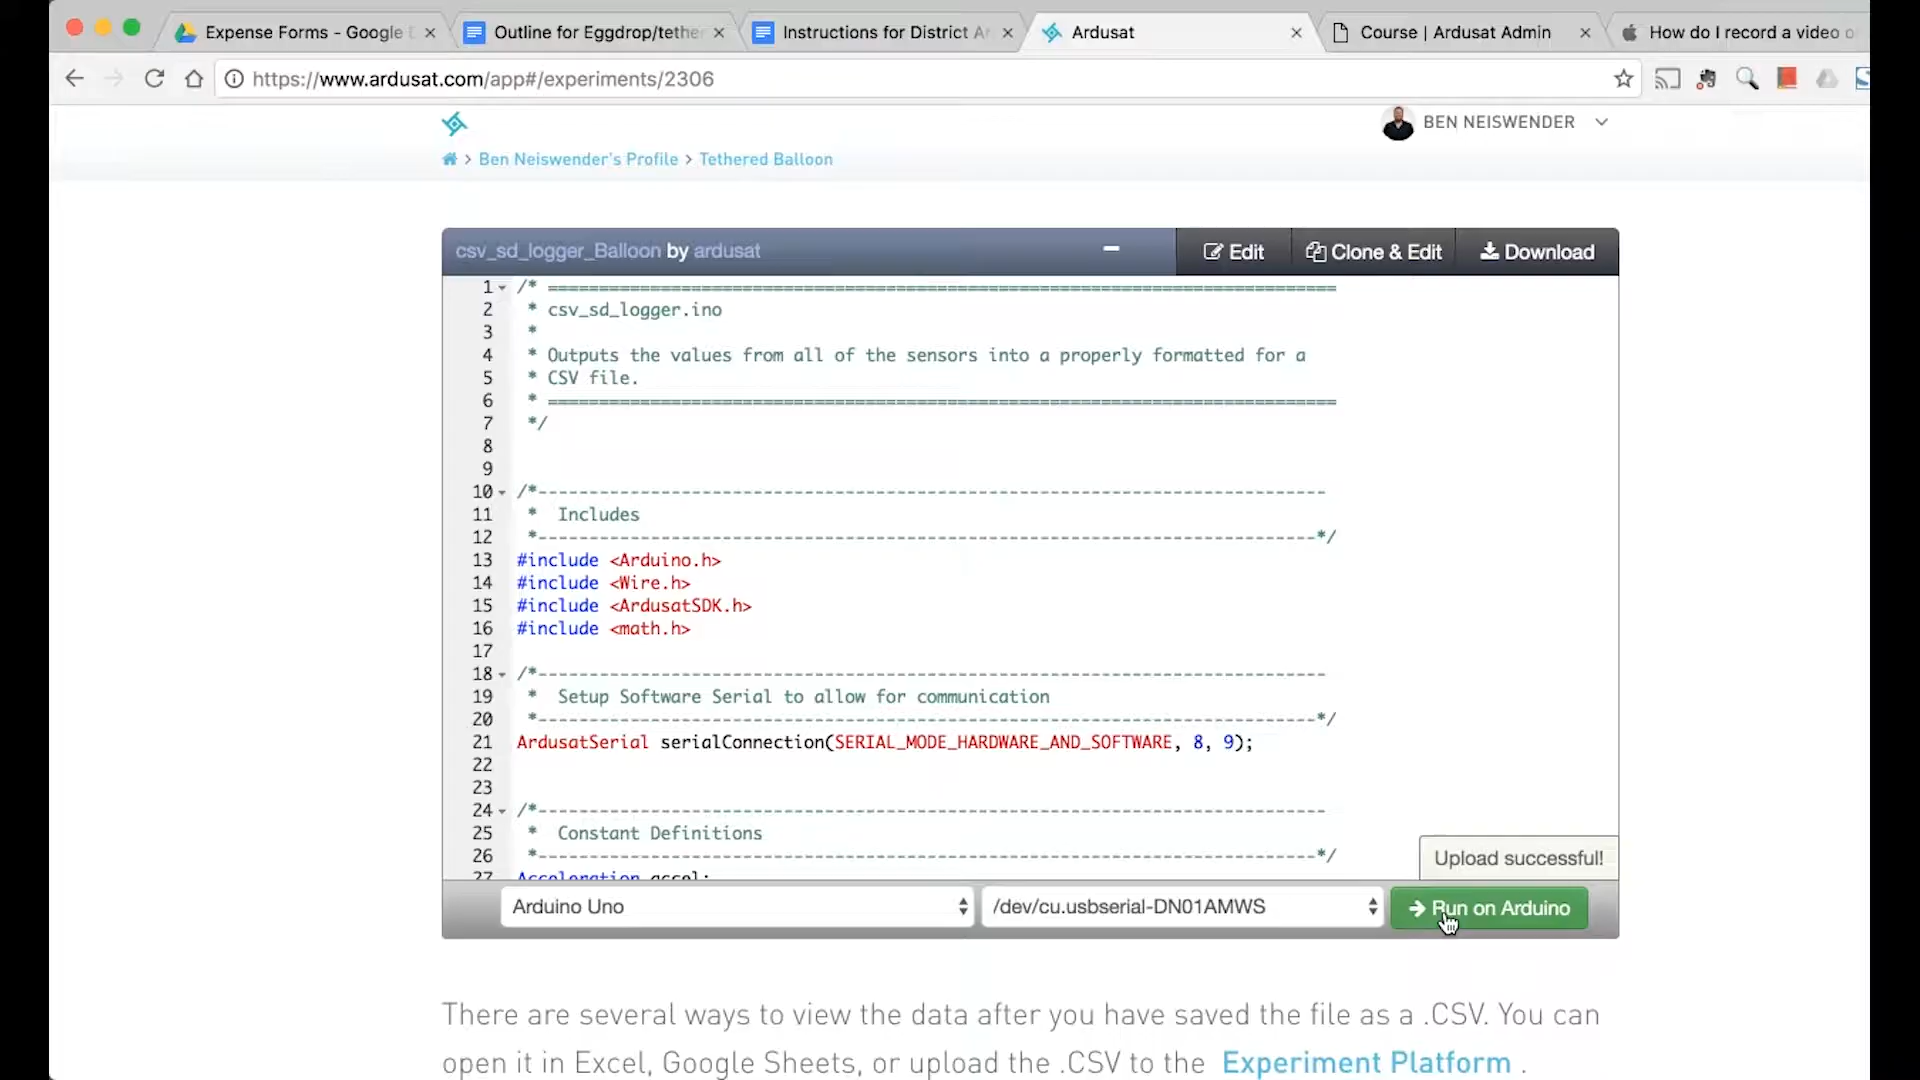 Expense Forms - Google
Outline for Eggdrop/tethe
Instructions for District A
Ardusat
Course | Ardusat Admin
How do I record a video o
https://www.ardusat.com/app#/experiments/2306
BEN NEISWENDER
> Ben Neiswender's Profile > Tethered Balloon
csv_sd_logger_Balloon by ardusat
Edit
Clone & Edit
Download
1 /* =============================================================================
2 * csv_sd_logger.ino
3 *
4 * Outputs the values from all of the sensors into a properly formatted for a
5 * CSV file.
6 * =============================================================================
7 */
8
9
10 /*-----------------------------------------------------------------------------
11 *  Includes
12 *----------------------------------------------------------------------------*/
13 #include <Arduino.h>
14 #include <Wire.h>
15 #include <ArdusatSDK.h>
16 #include <math.h>
17
18 /*-----------------------------------------------------------------------------
19 *  Setup Software Serial to allow for communication
20 *----------------------------------------------------------------------------*/
21 ArdusatSerial serialConnection(SERIAL_MODE_HARDWARE_AND_SOFTWARE, 8, 9);
22
23
24 /*-----------------------------------------------------------------------------
25 *  Constant Definitions
26 *----------------------------------------------------------------------------*/
27 Acceleration accel;
Upload successful!
Arduino Uno
/dev/cu.usbserial-DN01AMWS
Run on Arduino
There are several ways to view the data after you have saved the file as a .CSV. You can
open it in Excel, Google Sheets, or upload the .CSV to the Experiment Platform .